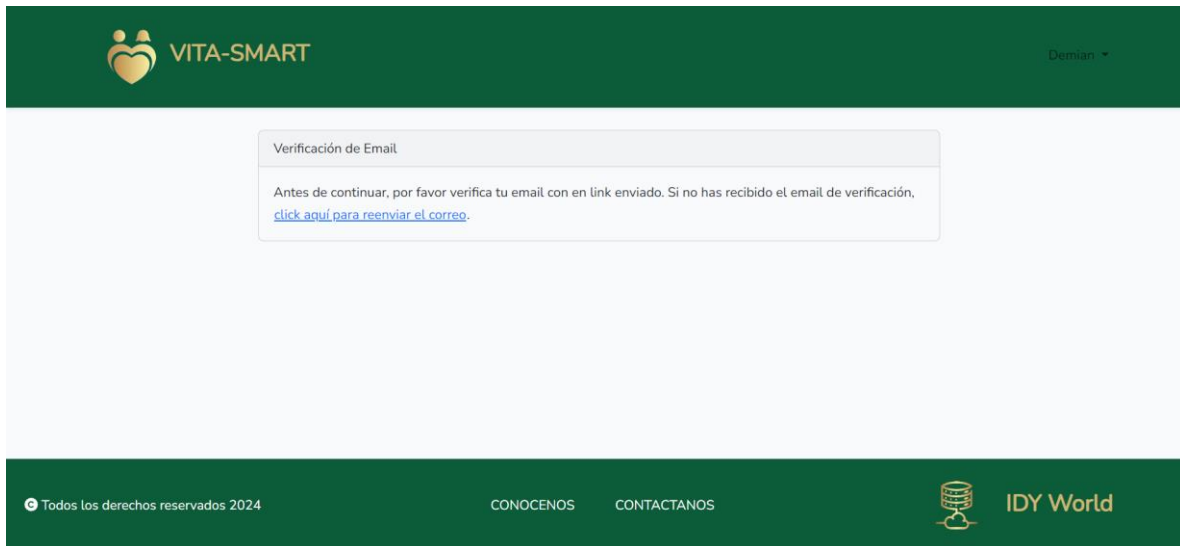 VITA-SMART
Demian
Verificación de Email
Antes de continuar, por favor verifica tu email con en link enviado. Si no has recibido el email de verificación,
click aquí para reenviar el correo.
Todos los derechos reservados 2024
CONOCENOS
CONTACTANOS
IDY World